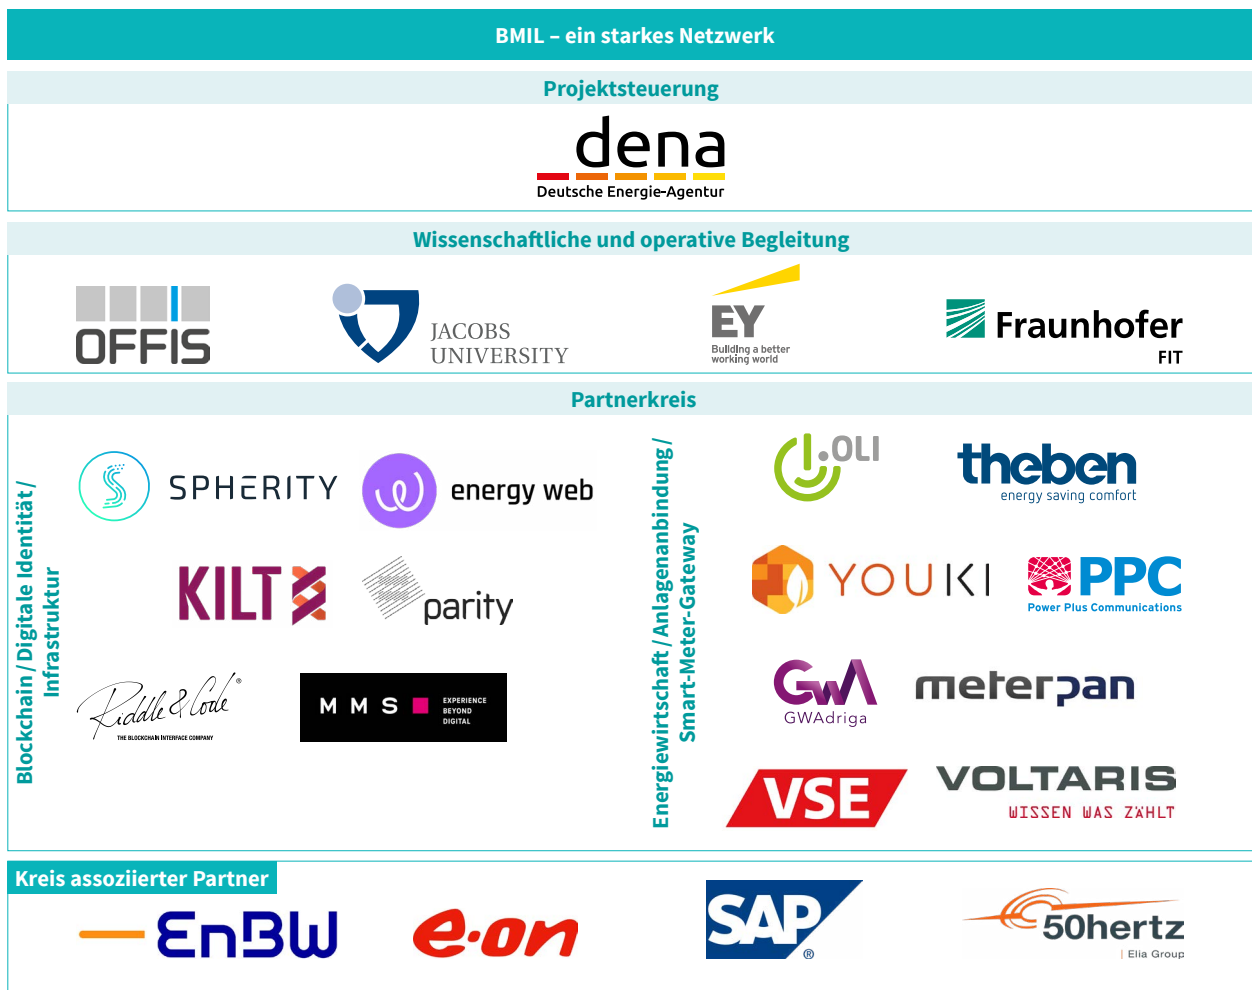 BMIL – ein starkes Netzwerk
Projektsteuerung
dena
Deutsche Energie-Agentur
Wissenschaftliche und operative Begleitung
OFFIS
JACOBS
UNIVERSITY
EY
Building a better
working world
Fraunhofer
FIT
Partnerkreis
Blockchain / Digitale Identität /
Infrastruktur
SPHERITY
energy web
KILT
parity
Riddle & Code
®
THE BLOCKCHAIN INTERFACE COMPANY
MMS
EXPERIENCE
BEYOND
DIGITAL
Energiewirtschaft / Anlagenanbindung /
Smart-Meter-Gateway
OLI
theben
energy saving comfort
YOUKI
PPC
Power Plus Communications
GWA
GWAdriga
meterpan
VSE
VOLTARIS
WISSEN WAS ZÄHLT
Kreis assoziierter Partner
EnBW
e·on
SAP
®
50hertz
| Elia Group